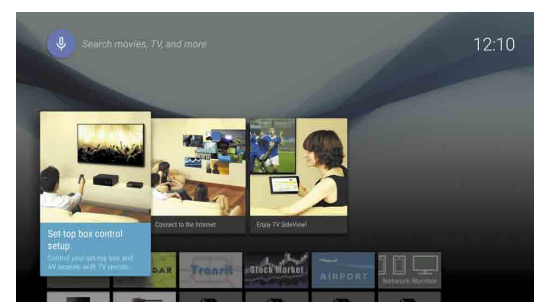 Search movies, TV, and more
12:10
Set-top box control
setup
Control your set-top box and
AV receiver with TV remote...
Connect to the Internet
Enjoy TV SideView!
DAR
Transit
Stock Market
AIRPORT
Network Monitor